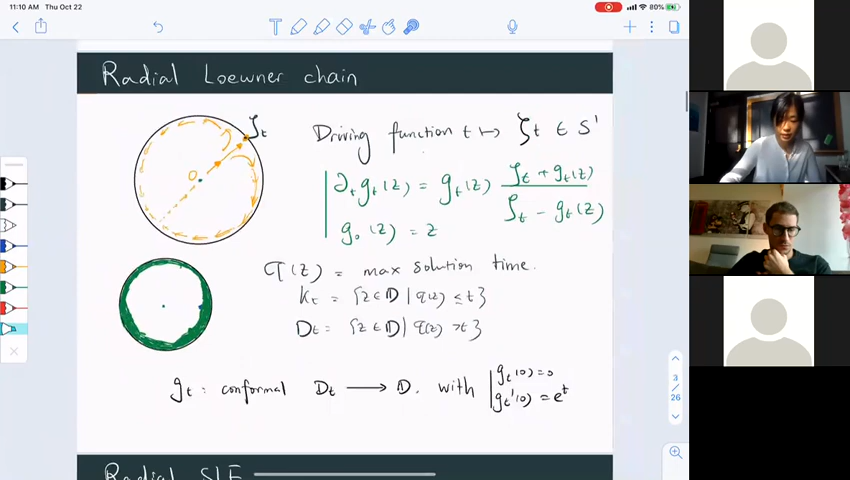 11:10 AM Thu Oct 22
80%
Radial Loewner chain
ζt
0
Driving function t ↦ ζt ∈ S¹
∂t gt(z) = gt(z) (ζt + gt(z)) / (ζt − gt(z))
g₀(z) = z
τ(z) = max solution time.
Kt = {z ∈ 𝔻 | τ(z) ≤ t}
Dt = {z ∈ 𝔻 | τ(z) > t}
gt : conformal Dt ⟶ 𝔻. with | gt(0) = 0
gt'(0) = e^t
3
26
Radial SLE